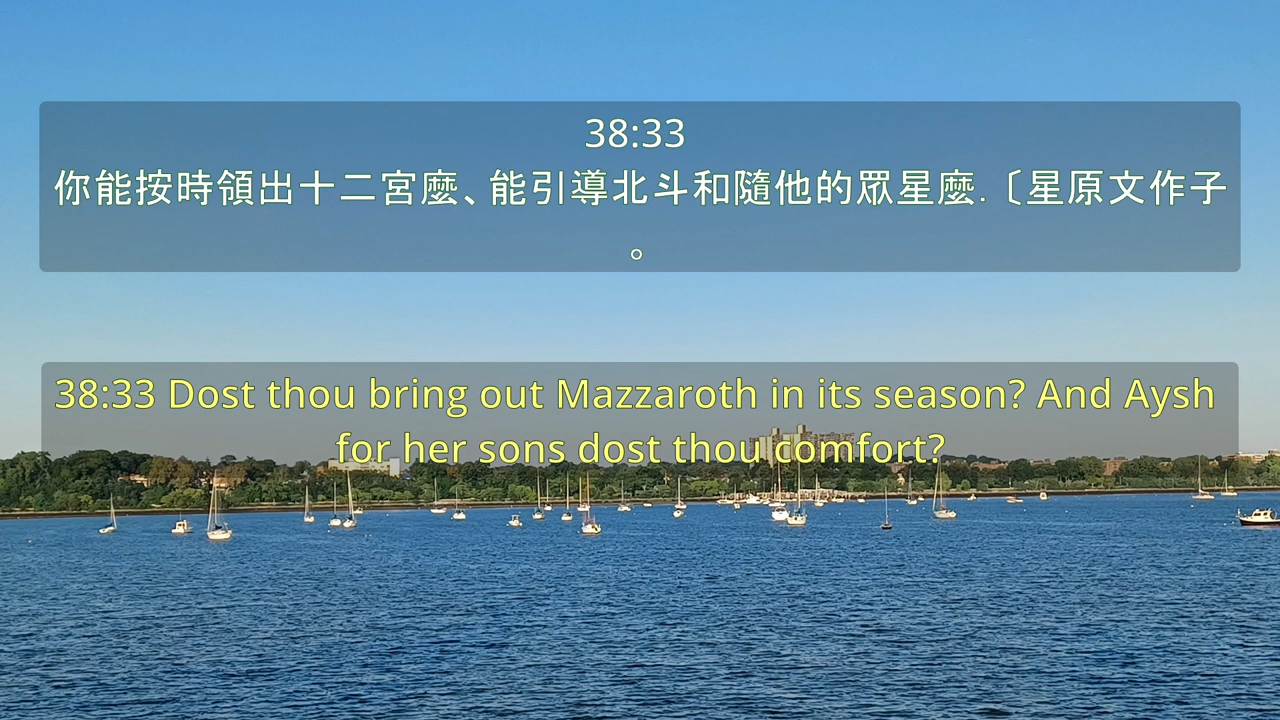 38:33
你能按時領出十二宮麼、能引導北斗和隨他的眾星麼.〔星原文作子
。
38:33 Dost thou bring out Mazzaroth in its season? And Aysh
for her sons dost thou comfort?